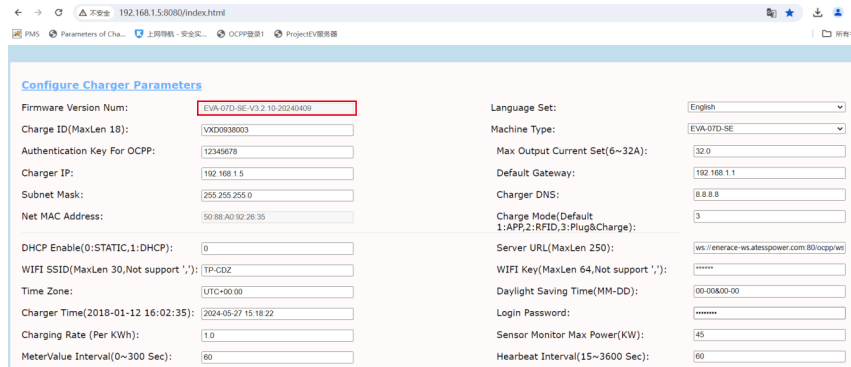 不安全 192.168.1.5:8080/index.html
PMS Parameters of Cha... 上网导航 - 安全实... OCPP登录1 ProjectEV服务器 所有
Configure Charger Parameters
Firmware Version Num: EVA-07D-SE-V3.2.10-20240409 Language Set: English
Charge ID(MaxLen 18): VXD0938003 Machine Type: EVA-07D-SE
Authentication Key For OCPP: 12345678 Max Output Current Set(6~32A): 32.0
Charger IP: 192.168.1.5 Default Gateway: 192.168.1.1
Subnet Mask: 255.255.255.0 Charger DNS: 8.8.8.8
Net MAC Address: 50:88:A0:92:26:35 Charge Mode(Default
1:APP,2:RFID,3:Plug&Charge): 3
DHCP Enable(0:STATIC,1:DHCP): 0 Server URL(MaxLen 250): ws://enerace-ws.atesspower.com:80/ocpp/ws
WIFI SSID(MaxLen 30,Not support ','): TP-CDZ WIFI Key(MaxLen 64,Not support ','): ••••••
Time Zone: UTC+00:00 Daylight Saving Time(MM-DD): 00-00&00-00
Charger Time(2018-01-12 16:02:35): 2024-05-27 15:18:22 Login Password: ••••••••
Charging Rate (Per KWh): 1.0 Sensor Monitor Max Power(KW): 45
MeterValue Interval(0~300 Sec): 60 Hearbeat Interval(15~3600 Sec): 60